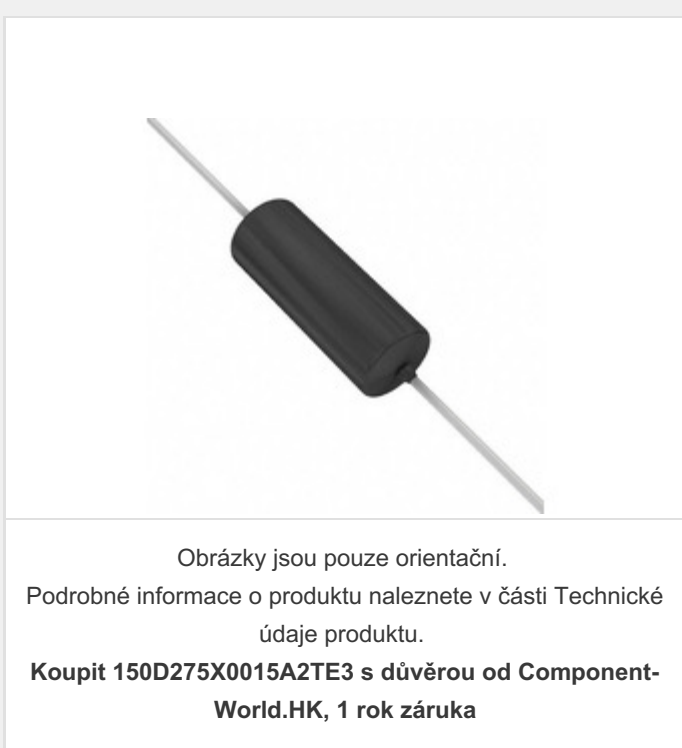 Obrázky jsou pouze orientační.
Podrobné informace o produktu naleznete v části Technické
údaje produktu.
Koupit 150D275X0015A2TE3 s důvěrou od Component-
World.HK, 1 rok záruka